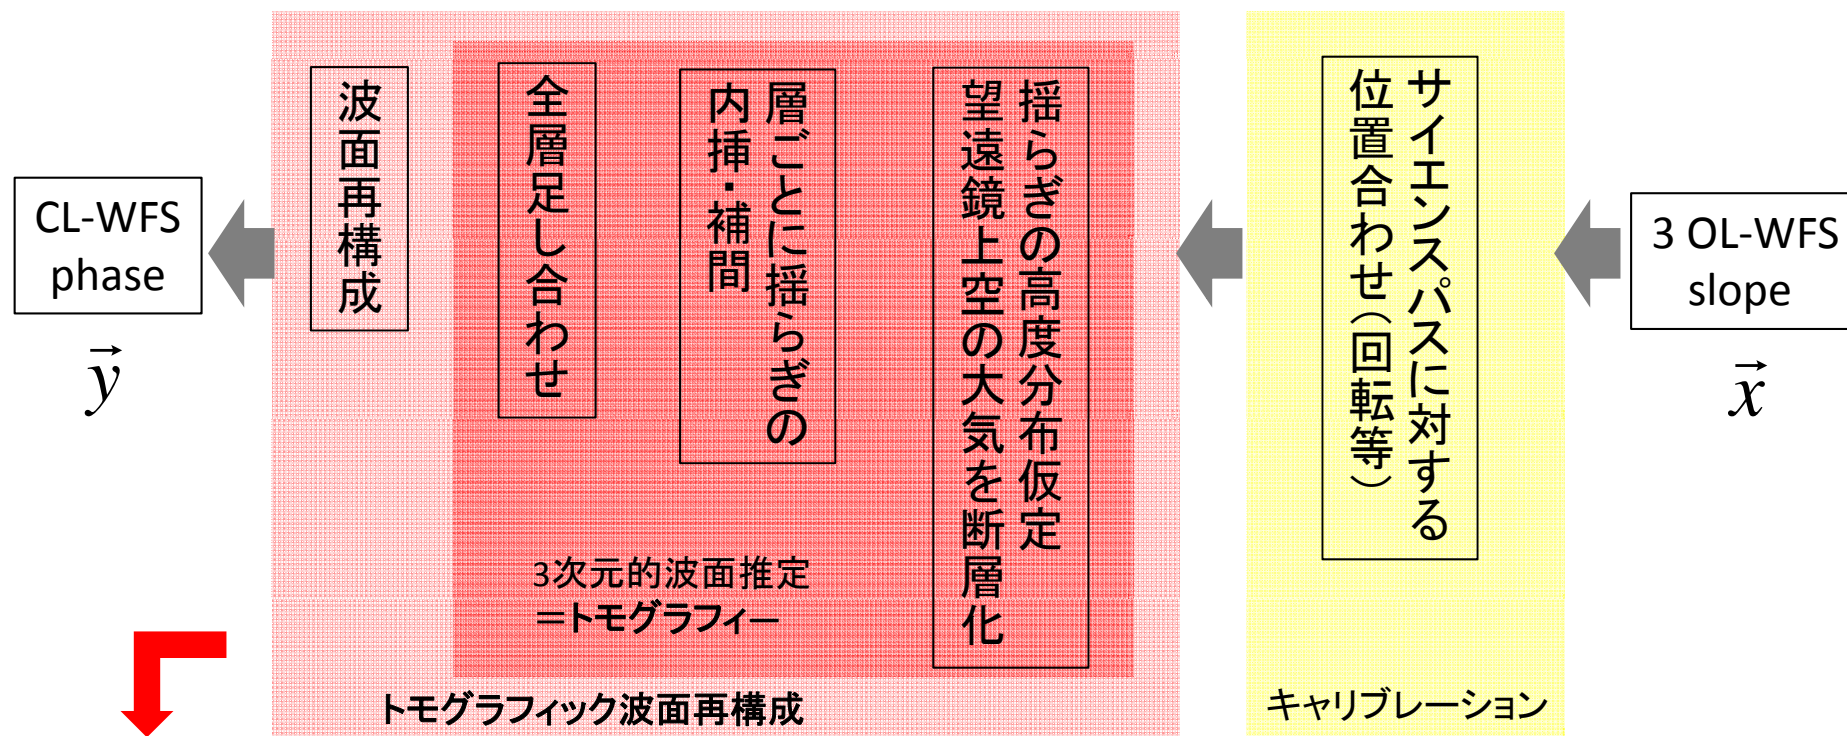 CL-WFS
phase
y
波面再構成
全層足し合わせ
層ごとに揺らぎの
内挿・補間
揺らぎの高度分布仮定
望遠鏡上空の大気を断層化
3次元的波面推定
＝トモグラフィー
トモグラフィック波面再構成
サイエンスパスに対する
位置合わせ（回転等）
キャリブレーション
3 OL-WFS
slope
x